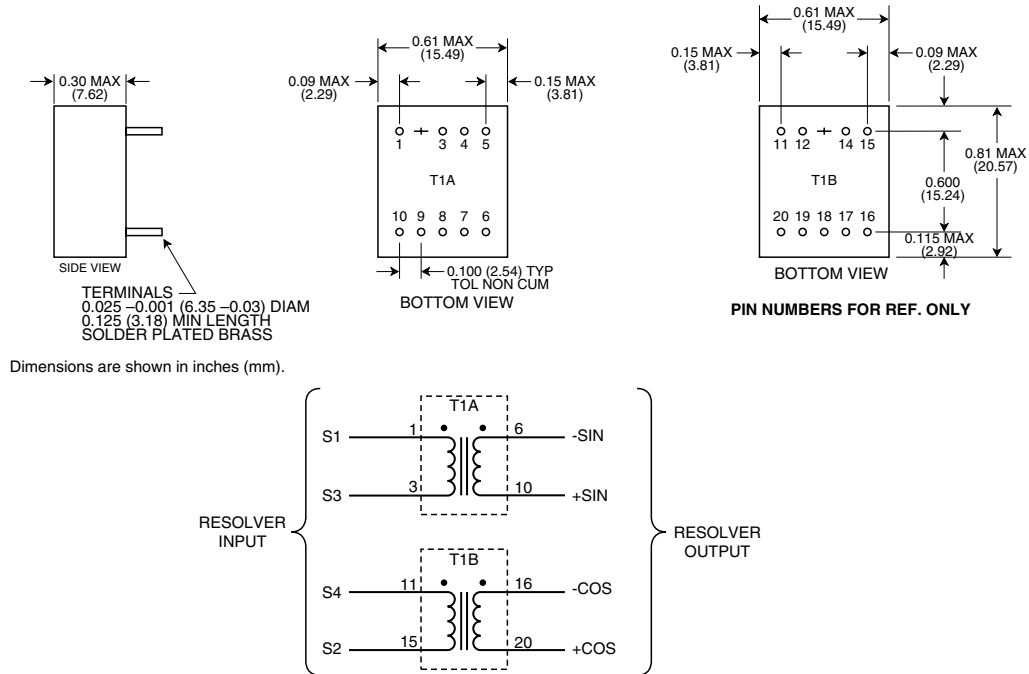 0.30 MAX
(7.62)
SIDE VIEW
TERMINALS
0.025 –0.001 (6.35 –0.03) DIAM
0.125 (3.18) MIN LENGTH
SOLDER PLATED BRASS
0.61 MAX
(15.49)
0.09 MAX
(2.29)
0.15 MAX
(3.81)
1 3 4 5
T1A
10 9 8 7 6
0.100 (2.54) TYP
TOL NON CUM
BOTTOM VIEW
0.61 MAX
(15.49)
0.15 MAX
(3.81)
0.09 MAX
(2.29)
11 12 14 15
T1B
20 19 18 17 16
0.81 MAX
(20.57)
0.600
(15.24)
0.115 MAX
(2.92)
BOTTOM VIEW
PIN NUMBERS FOR REF. ONLY
Dimensions are shown in inches (mm).
T1A
S1 1 6 -SIN
S3 3 10 +SIN
RESOLVER
INPUT
RESOLVER
OUTPUT
T1B
S4 11 16 -COS
S2 15 20 +COS